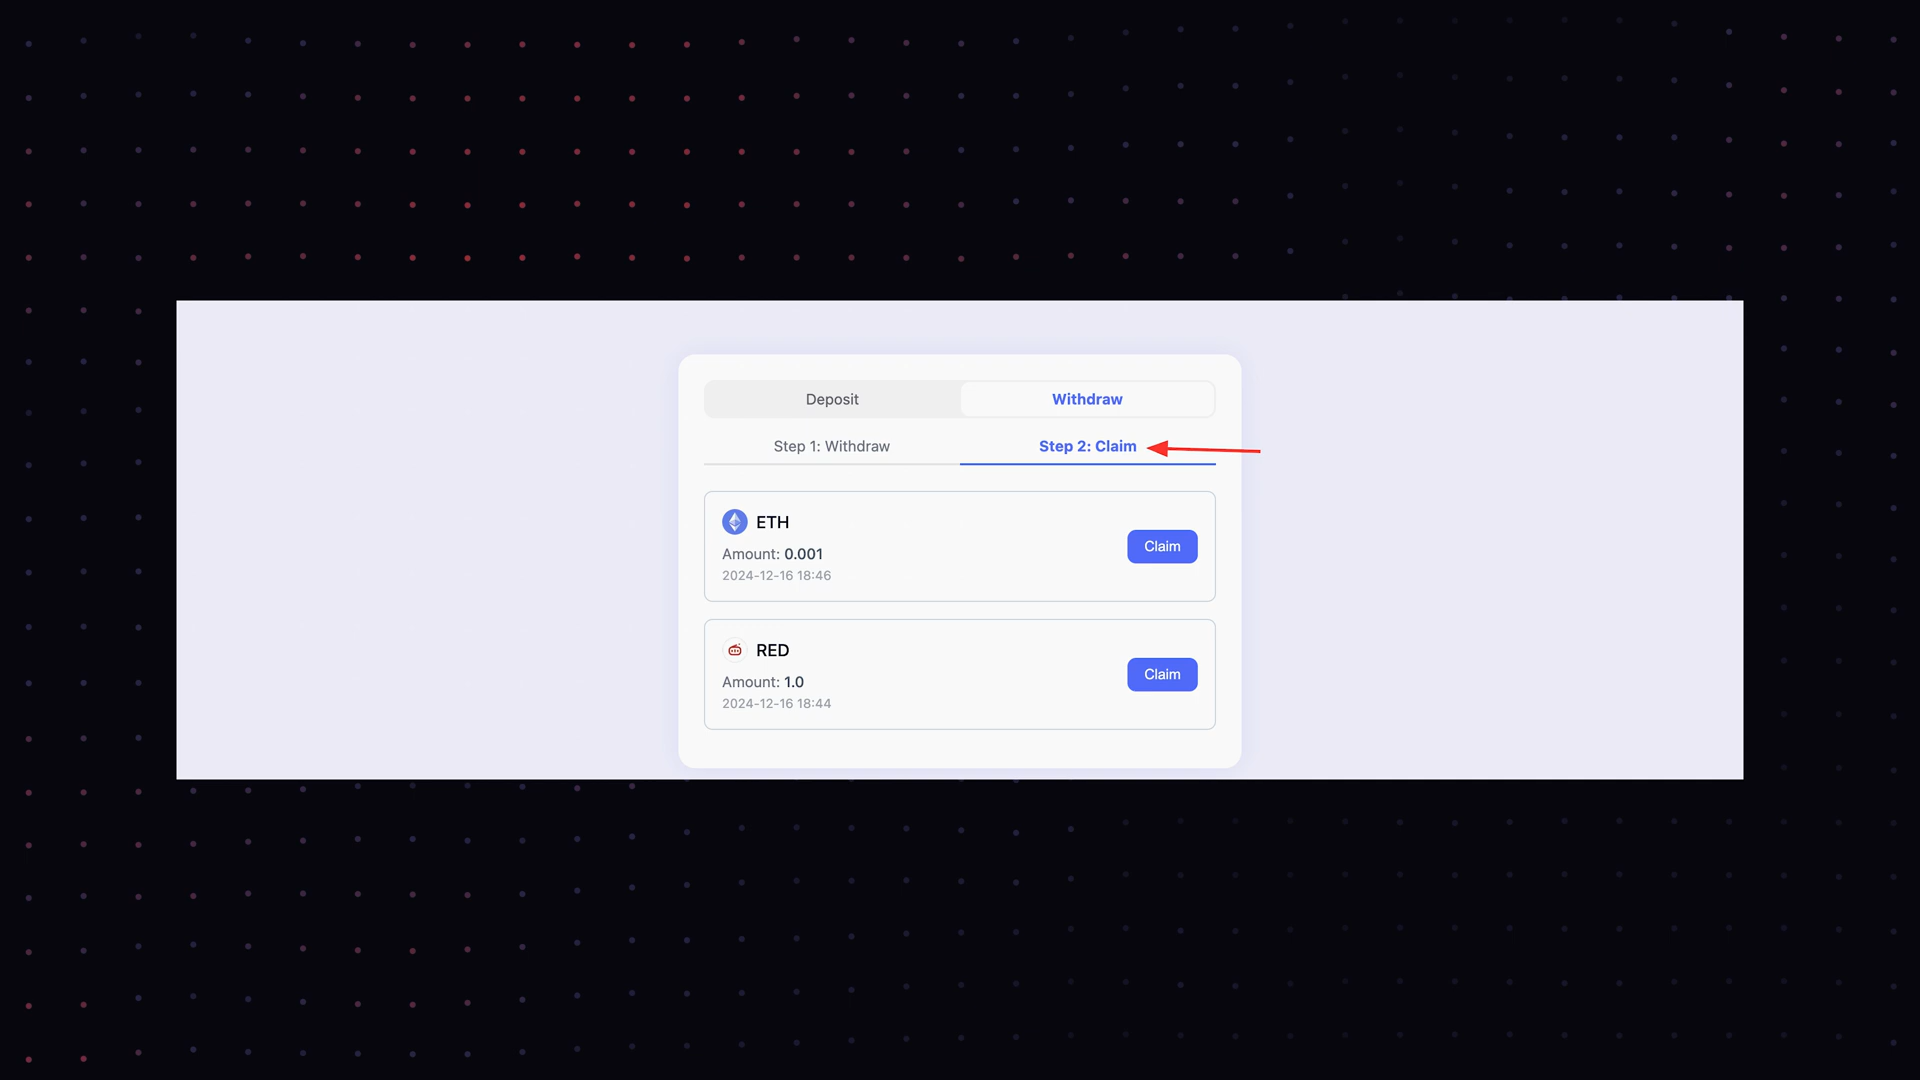 Deposit
Withdraw
Step 1: Withdraw
Step 2: Claim
ETH
Amount: 0.001
2024-12-16 18:46
Claim
RED
Amount: 1.0
2024-12-16 18:44
Claim